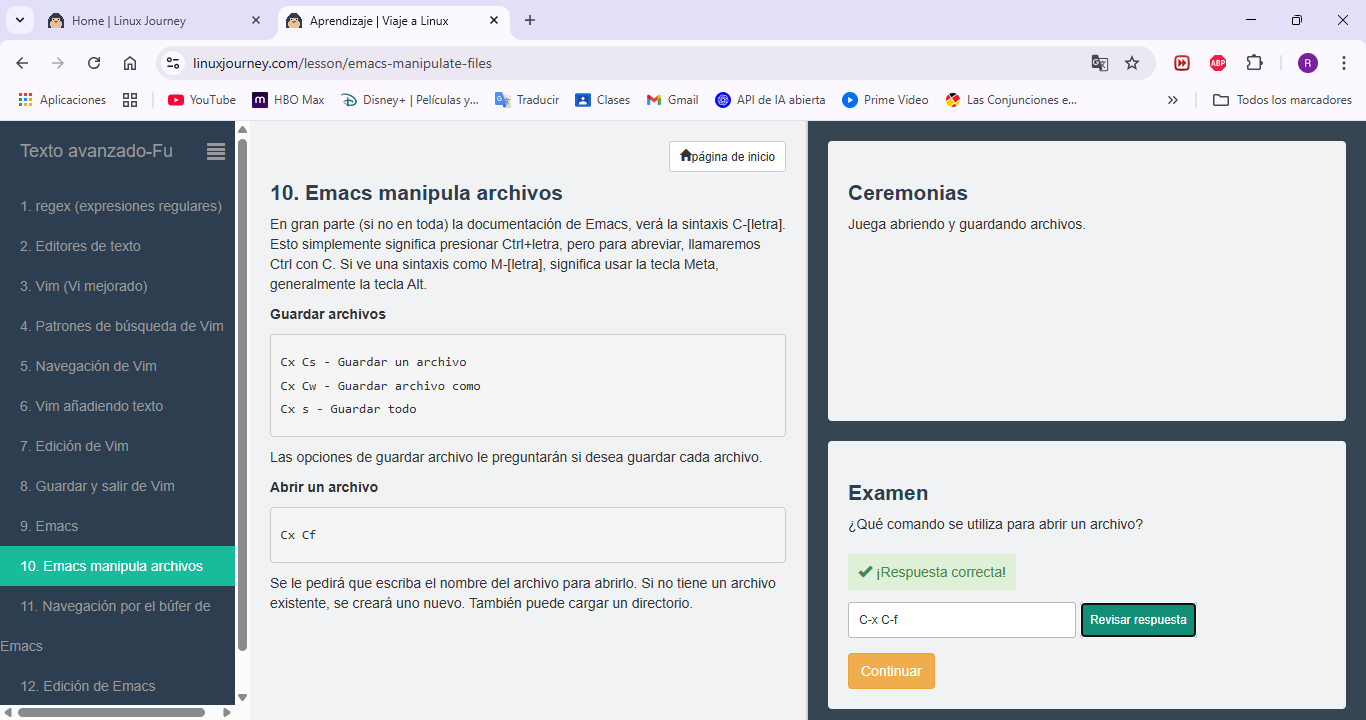 Home | Linux Journey
Aprendizaje | Viaje a Linux
linuxjourney.com/lesson/emacs-manipulate-files
ABP
R
Aplicaciones
YouTube
HBO Max
Disney+ | Películas y...
Traducir
Clases
Gmail
API de IA abierta
Prime Video
Las Conjunciones e...
Todos los marcadores
Texto avanzado-Fu
1. regex (expresiones regulares)
2. Editores de texto
3. Vim (Vi mejorado)
4. Patrones de búsqueda de Vim
5. Navegación de Vim
6. Vim añadiendo texto
7. Edición de Vim
8. Guardar y salir de Vim
9. Emacs
10. Emacs manipula archivos
11. Navegación por el búfer de
Emacs
12. Edición de Emacs
página de inicio
10. Emacs manipula archivos
En gran parte (si no en toda) la documentación de Emacs, verá la sintaxis C-[letra].
Esto simplemente significa presionar Ctrl+letra, pero para abreviar, llamaremos
Ctrl con C. Si ve una sintaxis como M-[letra], significa usar la tecla Meta,
generalmente la tecla Alt.
Guardar archivos
Cx Cs - Guardar un archivo
Cx Cw - Guardar archivo como
Cx s - Guardar todo
Las opciones de guardar archivo le preguntarán si desea guardar cada archivo.
Abrir un archivo
Cx Cf
Se le pedirá que escriba el nombre del archivo para abrirlo. Si no tiene un archivo
existente, se creará uno nuevo. También puede cargar un directorio.
Ceremonias
Juega abriendo y guardando archivos.
Examen
¿Qué comando se utiliza para abrir un archivo?
¡Respuesta correcta!
C-x C-f
Revisar respuesta
Continuar